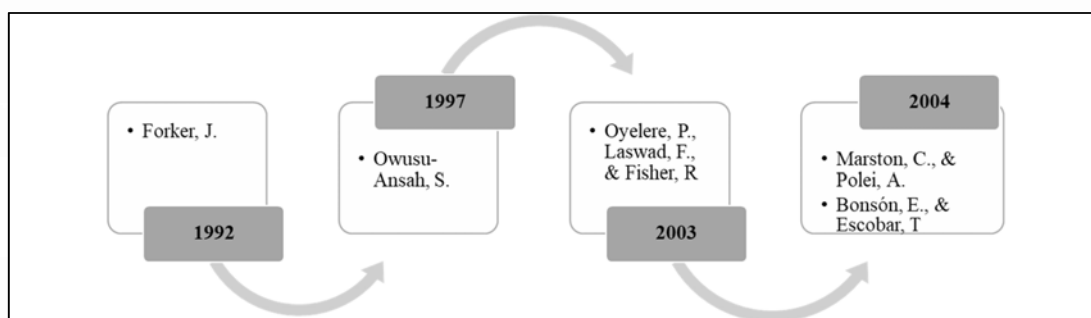 • Forker, J.
1992
1997
• Owusu-
Ansah, S.
• Oyelere, P.,
Laswad, F.,
& Fisher, R
2003
2004
• Marston, C., &
Polei, A.
• Bonsón, E., &
Escobar, T